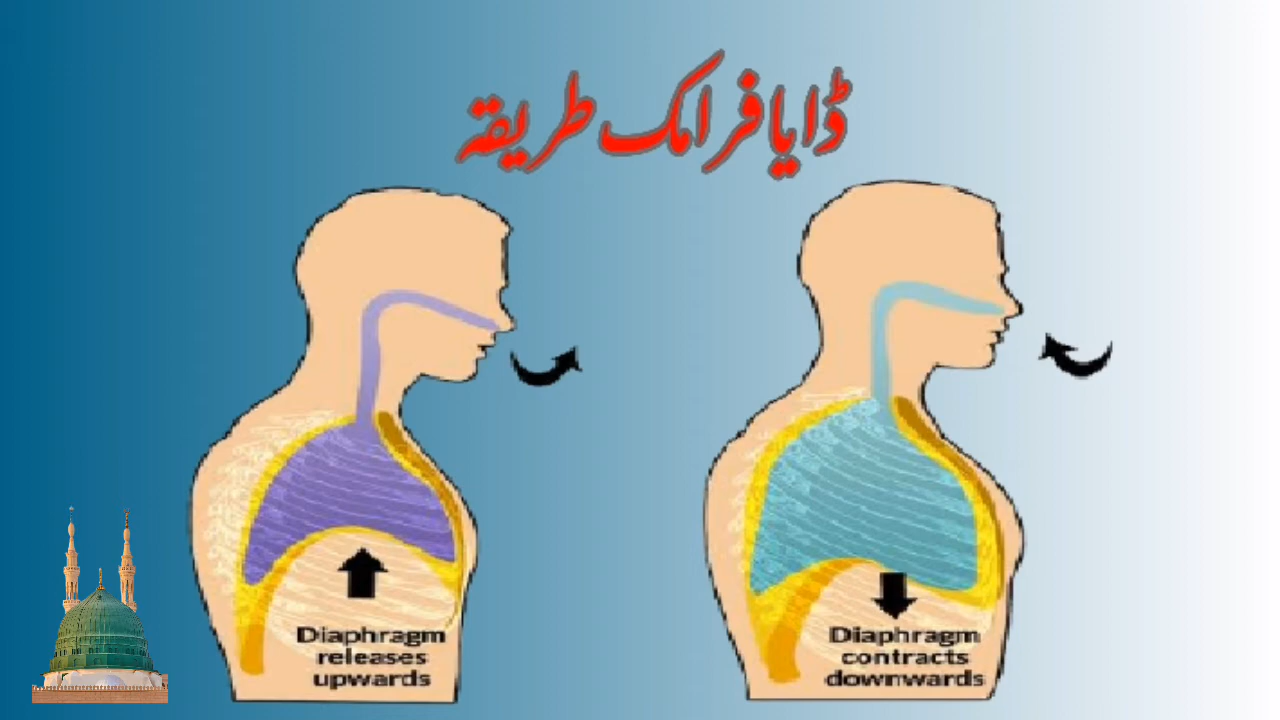 ڈایافرامک طریقہ
Diaphragm
releases
upwards
Diaphragm
contracts
downwards